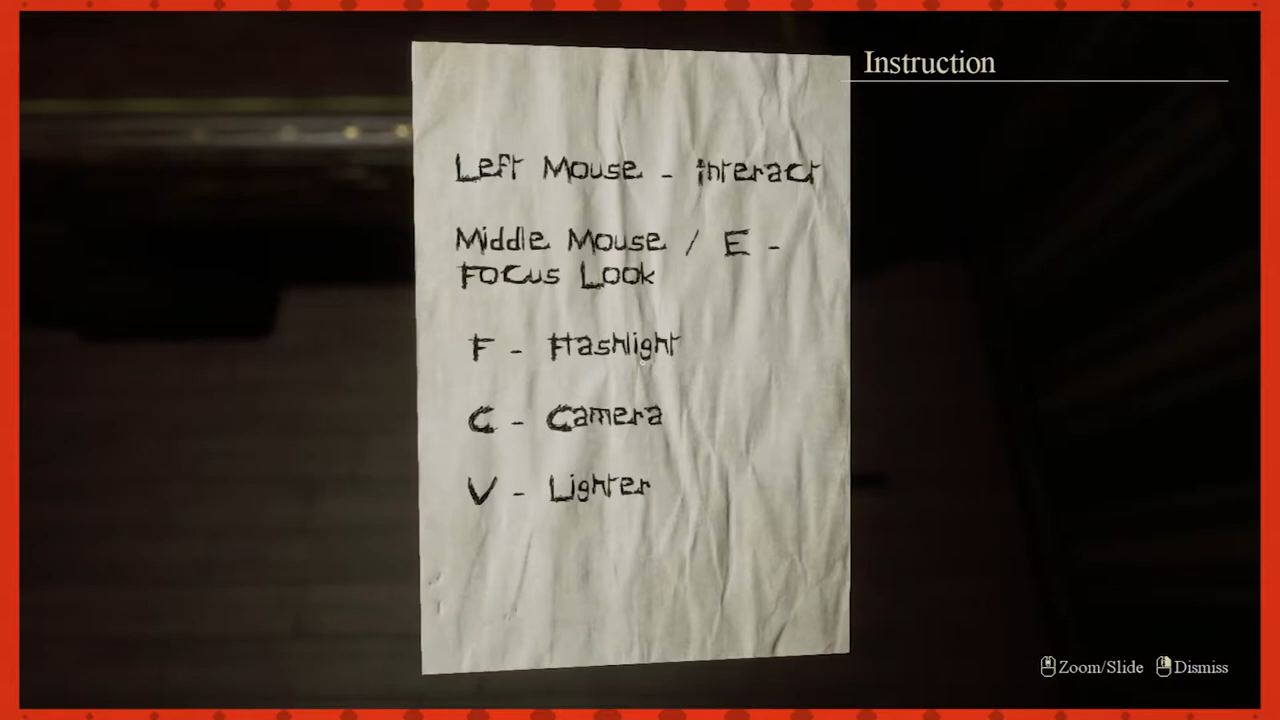 Instruction
Left Mouse - interact
Middle Mouse / E -
Focus Look
F - Flashlight
C - Camera
V - Lighter
Zoom/Slide Dismiss